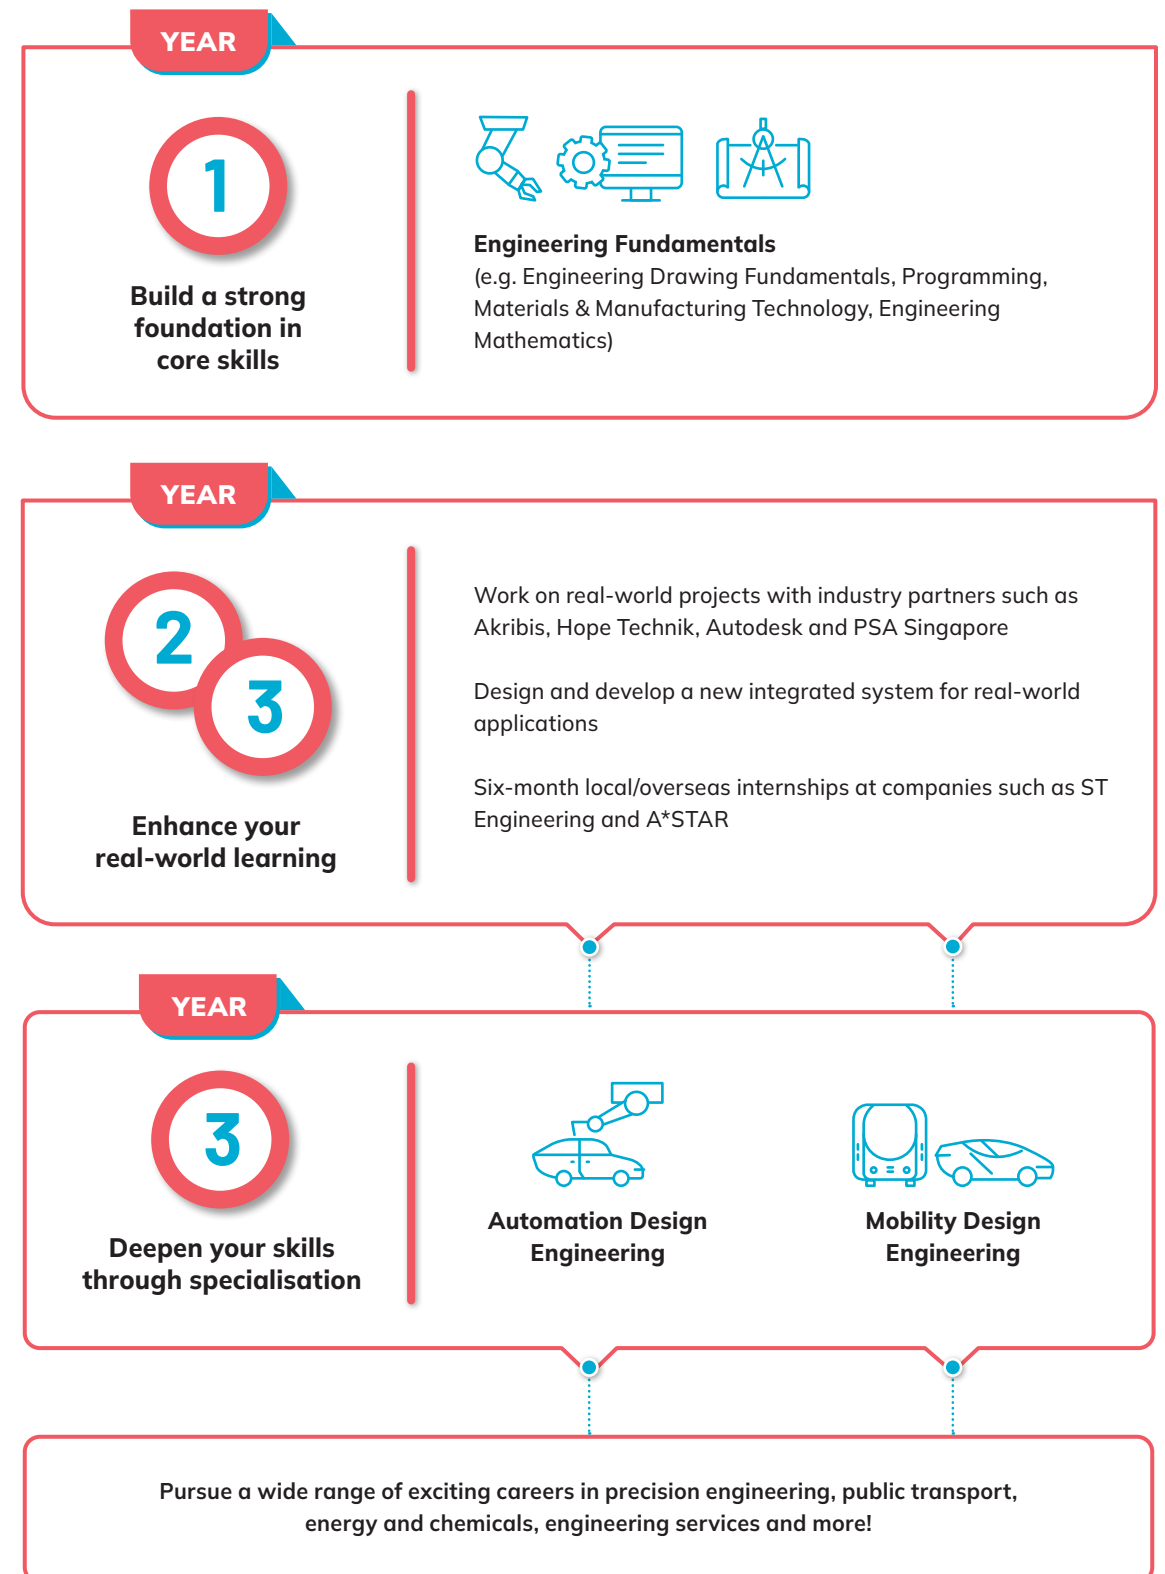 YEAR
1
Build a strong
foundation in
core skills
Engineering Fundamentals
(e.g. Engineering Drawing Fundamentals, Programming,
Materials & Manufacturing Technology, Engineering
Mathematics)
YEAR
2
3
Enhance your
real-world learning
Work on real-world projects with industry partners such as
Akribis, Hope Technik, Autodesk and PSA Singapore
Design and develop a new integrated system for real-world
applications
Six-month local/overseas internships at companies such as ST
Engineering and A*STAR
YEAR
3
Deepen your skills
through specialisation
Automation Design
Engineering
Mobility Design
Engineering
Pursue a wide range of exciting careers in precision engineering, public transport,
energy and chemicals, engineering services and more!